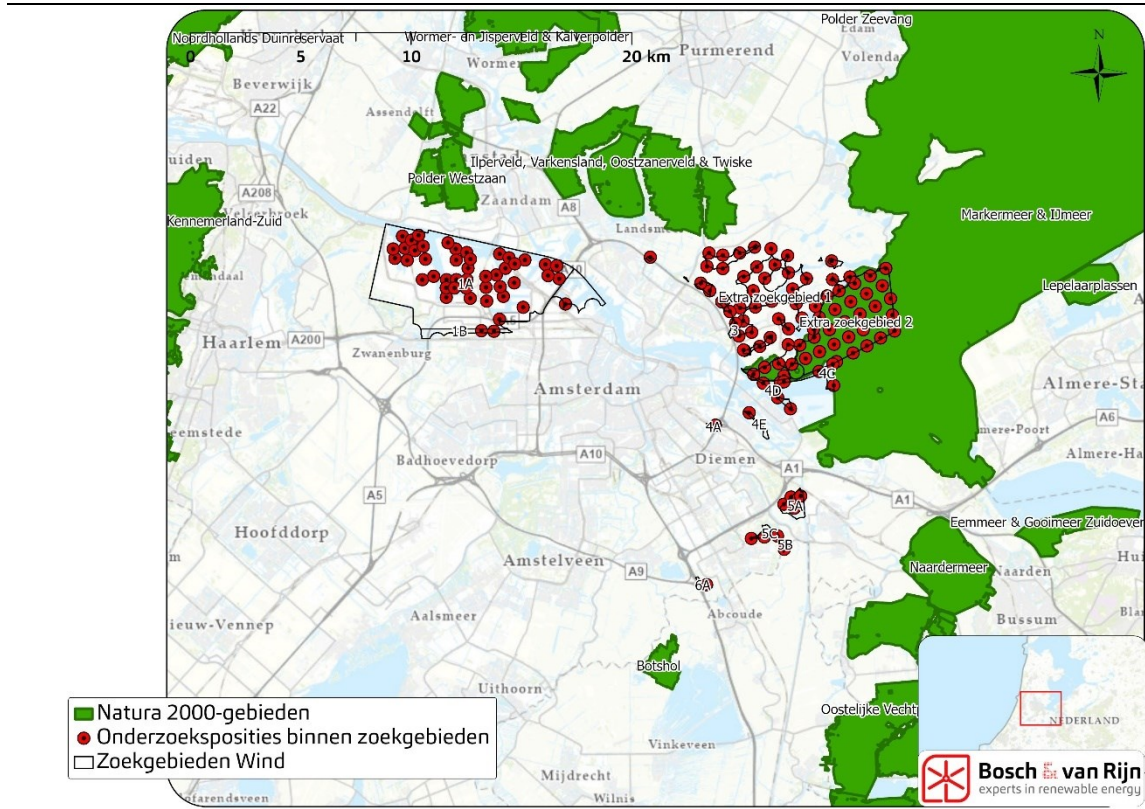 Polder Zeevang
Noordhollands Duinreservaat
Wormer- en Jisperveld & Kalverpolder
N
Edam
0 5 10 20 km
Wormer
Purmerend
Volenda
Beverwijk
Assendelft
A22
Ilperveld, Varkensland, Oostzanerveld & Twiske
Polder Westzaan
A208
Zaandam
A8
Landsme
Kennemerland-Zuid
Markermeer & IJmeer
1A
Extra zoekgebied 1
Lepelaarplassen
Extra zoekgebied 2
3
1B
Haarlem
A200
Zwanenburg
4C
Almere-Sta
Amsterdam
4D
A6
4A
4E
Almere-Ha
Badhoevedorp
A10
Diemen
A1
A5
A1
5A
Hoofddorp
Eemmeer & Gooimeer Zuidoever
5C
5B
Amstelveen
Naardermeer
A9
6A
Naarden
Abcoude
Aalsmeer
Bussum
Botshol
Uithoorn
Natura 2000-gebieden
Onderzoeksposities binnen zoekgebieden
Zoekgebieden Wind
Oostelijke Vechtp
NEDERLAND
Vinkeveen
Mijdrecht
Wilnis
Bosch & van Rijn
experts in renewable energy